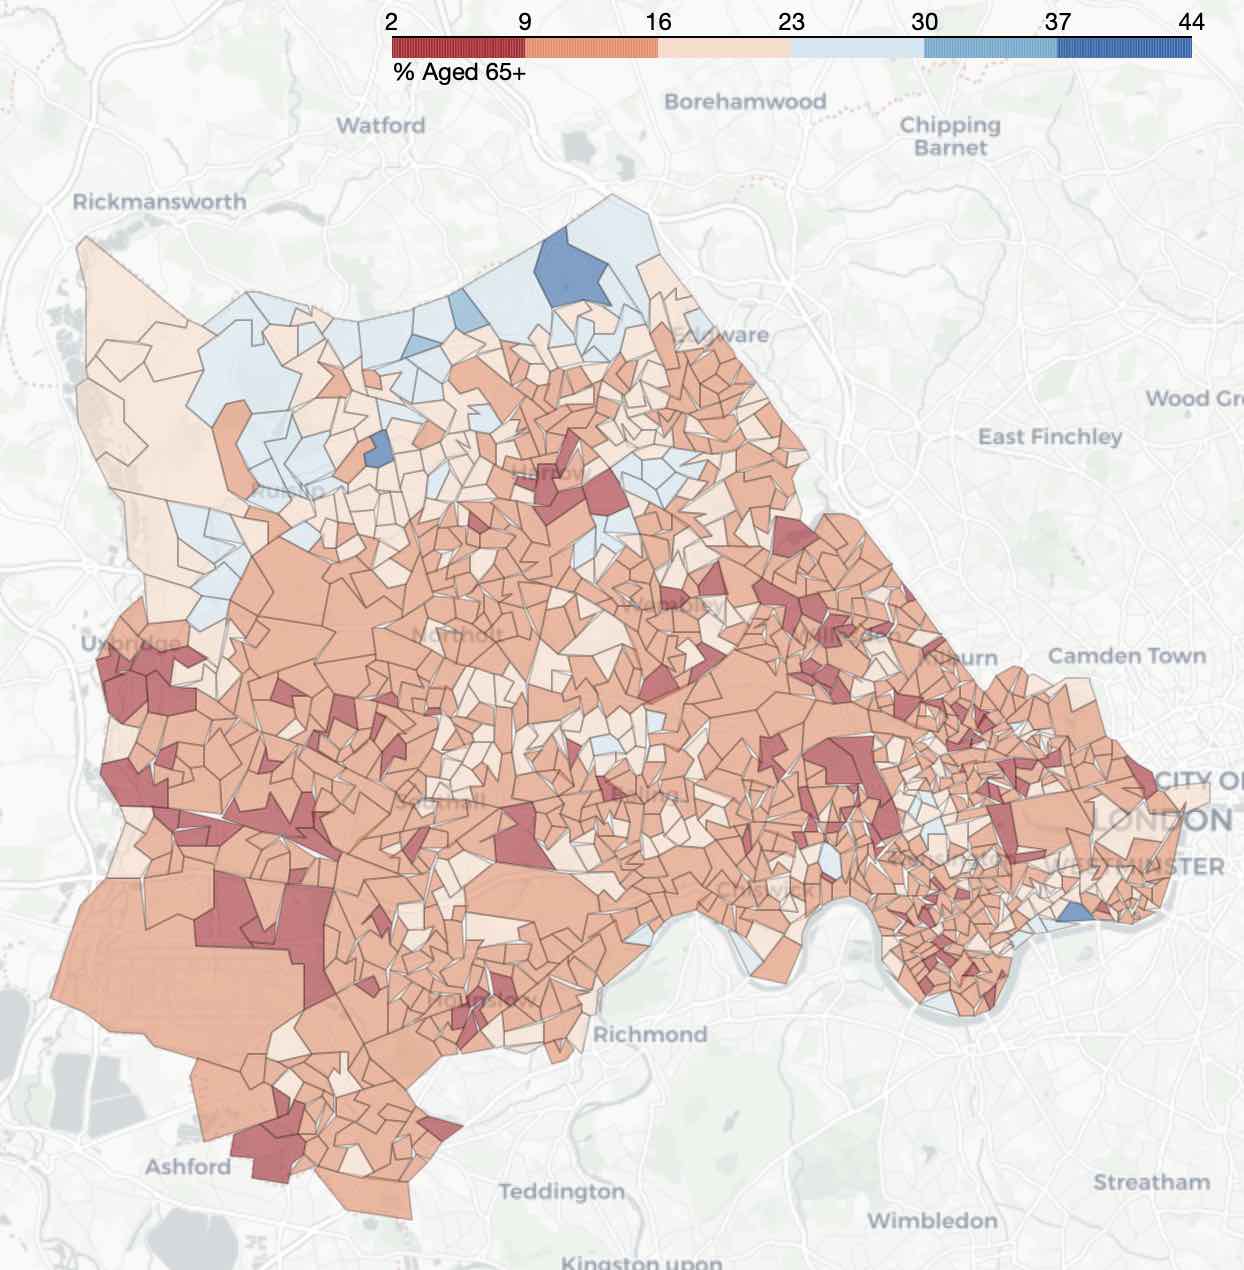 2 9 16 23 30 37 44
% Aged 65+
Borehamwood
Watford
Chipping
Barnet
Rickmansworth
Edgware
Wood Gr
East Finchley
Harrow
Ruislip
Wembley
Northolt
Willesden
Uxbridge
Kilburn
Camden Town
CITY O
Southall
Ealing
LONDON
Kensington
WESTMINSTER
Chiswick
Hounslow
Richmond
Ashford
Teddington
Streatham
Wimbledon
Kingston upon